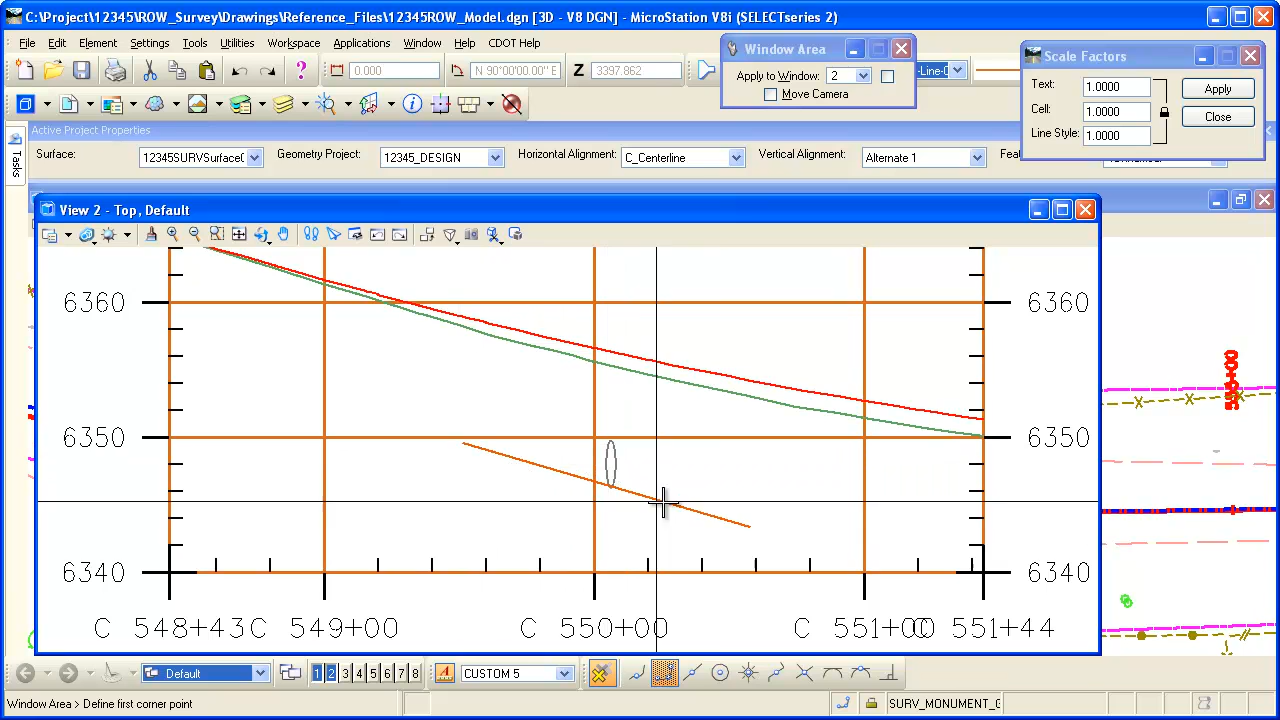 C:\Project\12345\ROW_Survey\Drawings\Reference_Files\12345ROW_Model.dgn [3D - V8 DGN] - MicroStation V8i (SELECTseries 2)
File Edit Element Settings Tools Utilities Workspace Applications Window Help CDOT Help
Window Area
Apply to Window: 2
Move Camera
Scale Factors
Text: 1.0000 Apply
Cell: 1.0000
Close
Line Style: 1.0000
0.000
N 90°00'00.00" E
Z 3397.862
-Line-
Active Project Properties
Surface: 12345SURVSurface
Geometry Project: 12345_DESIGN
Horizontal Alignment: C_Centerline
Vertical Alignment: Alternate 1
Fea
Tasks
View 2 - Top, Default
6360 6360
6350 6350
6340 6340
C 548+43 C 549+00 C 550+00 C 551+00 C 551+44
Default
1 2 3 4 5 6 7 8
CUSTOM 5
Window Area > Define first corner point
SURV_MONUMENT_